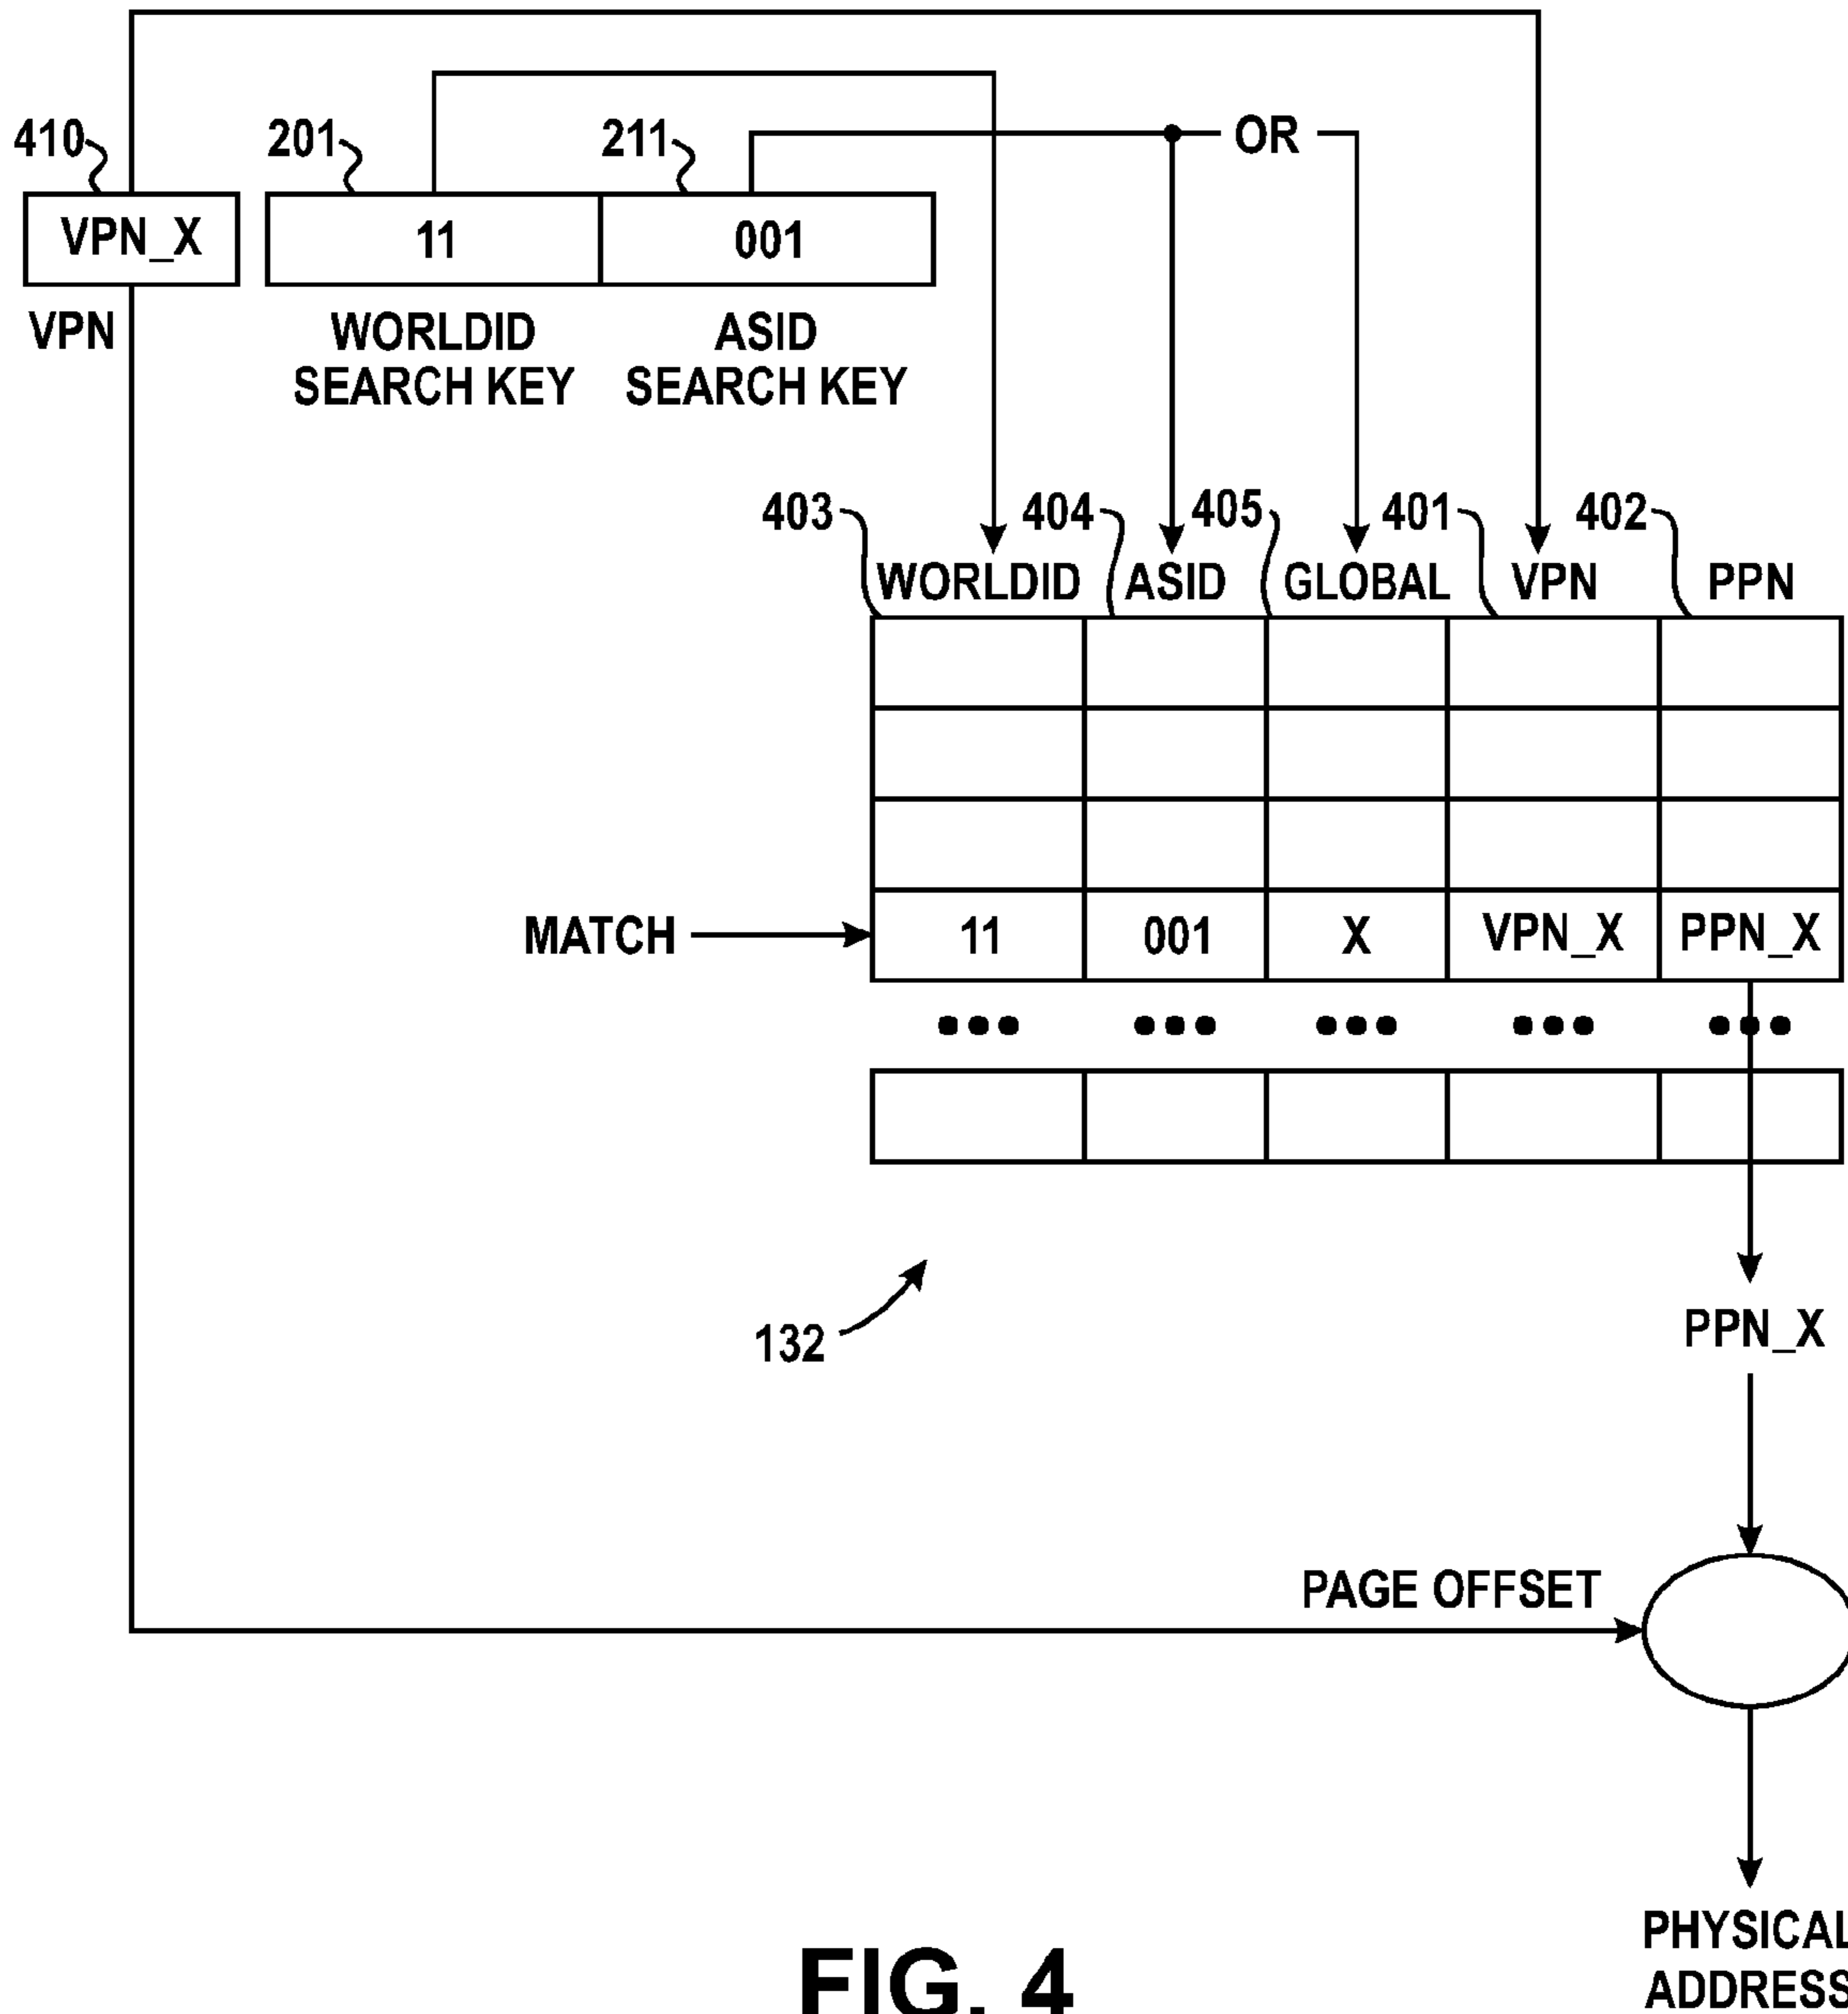 410
201
211
OR
VPN_X
11
001
VPN
WORLDID
SEARCH KEY
ASID
SEARCH KEY
403
404
405
401
402
WORLDID
ASID
GLOBAL
VPN
PPN
MATCH
11
001
X
VPN_X
PPN_X
132
PPN_X
PAGE OFFSET
PHYSICAL
ADDRESS
FIG. 4